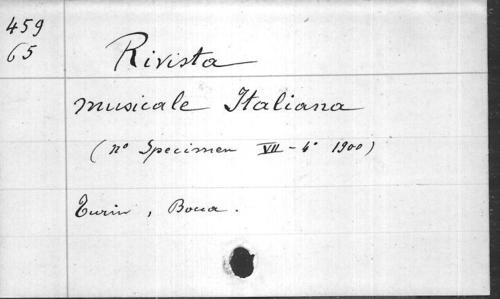 459
65
Rivista
musicale Italiana
(nº Specimen VII - 4º 1900)
Turin, Bocca.